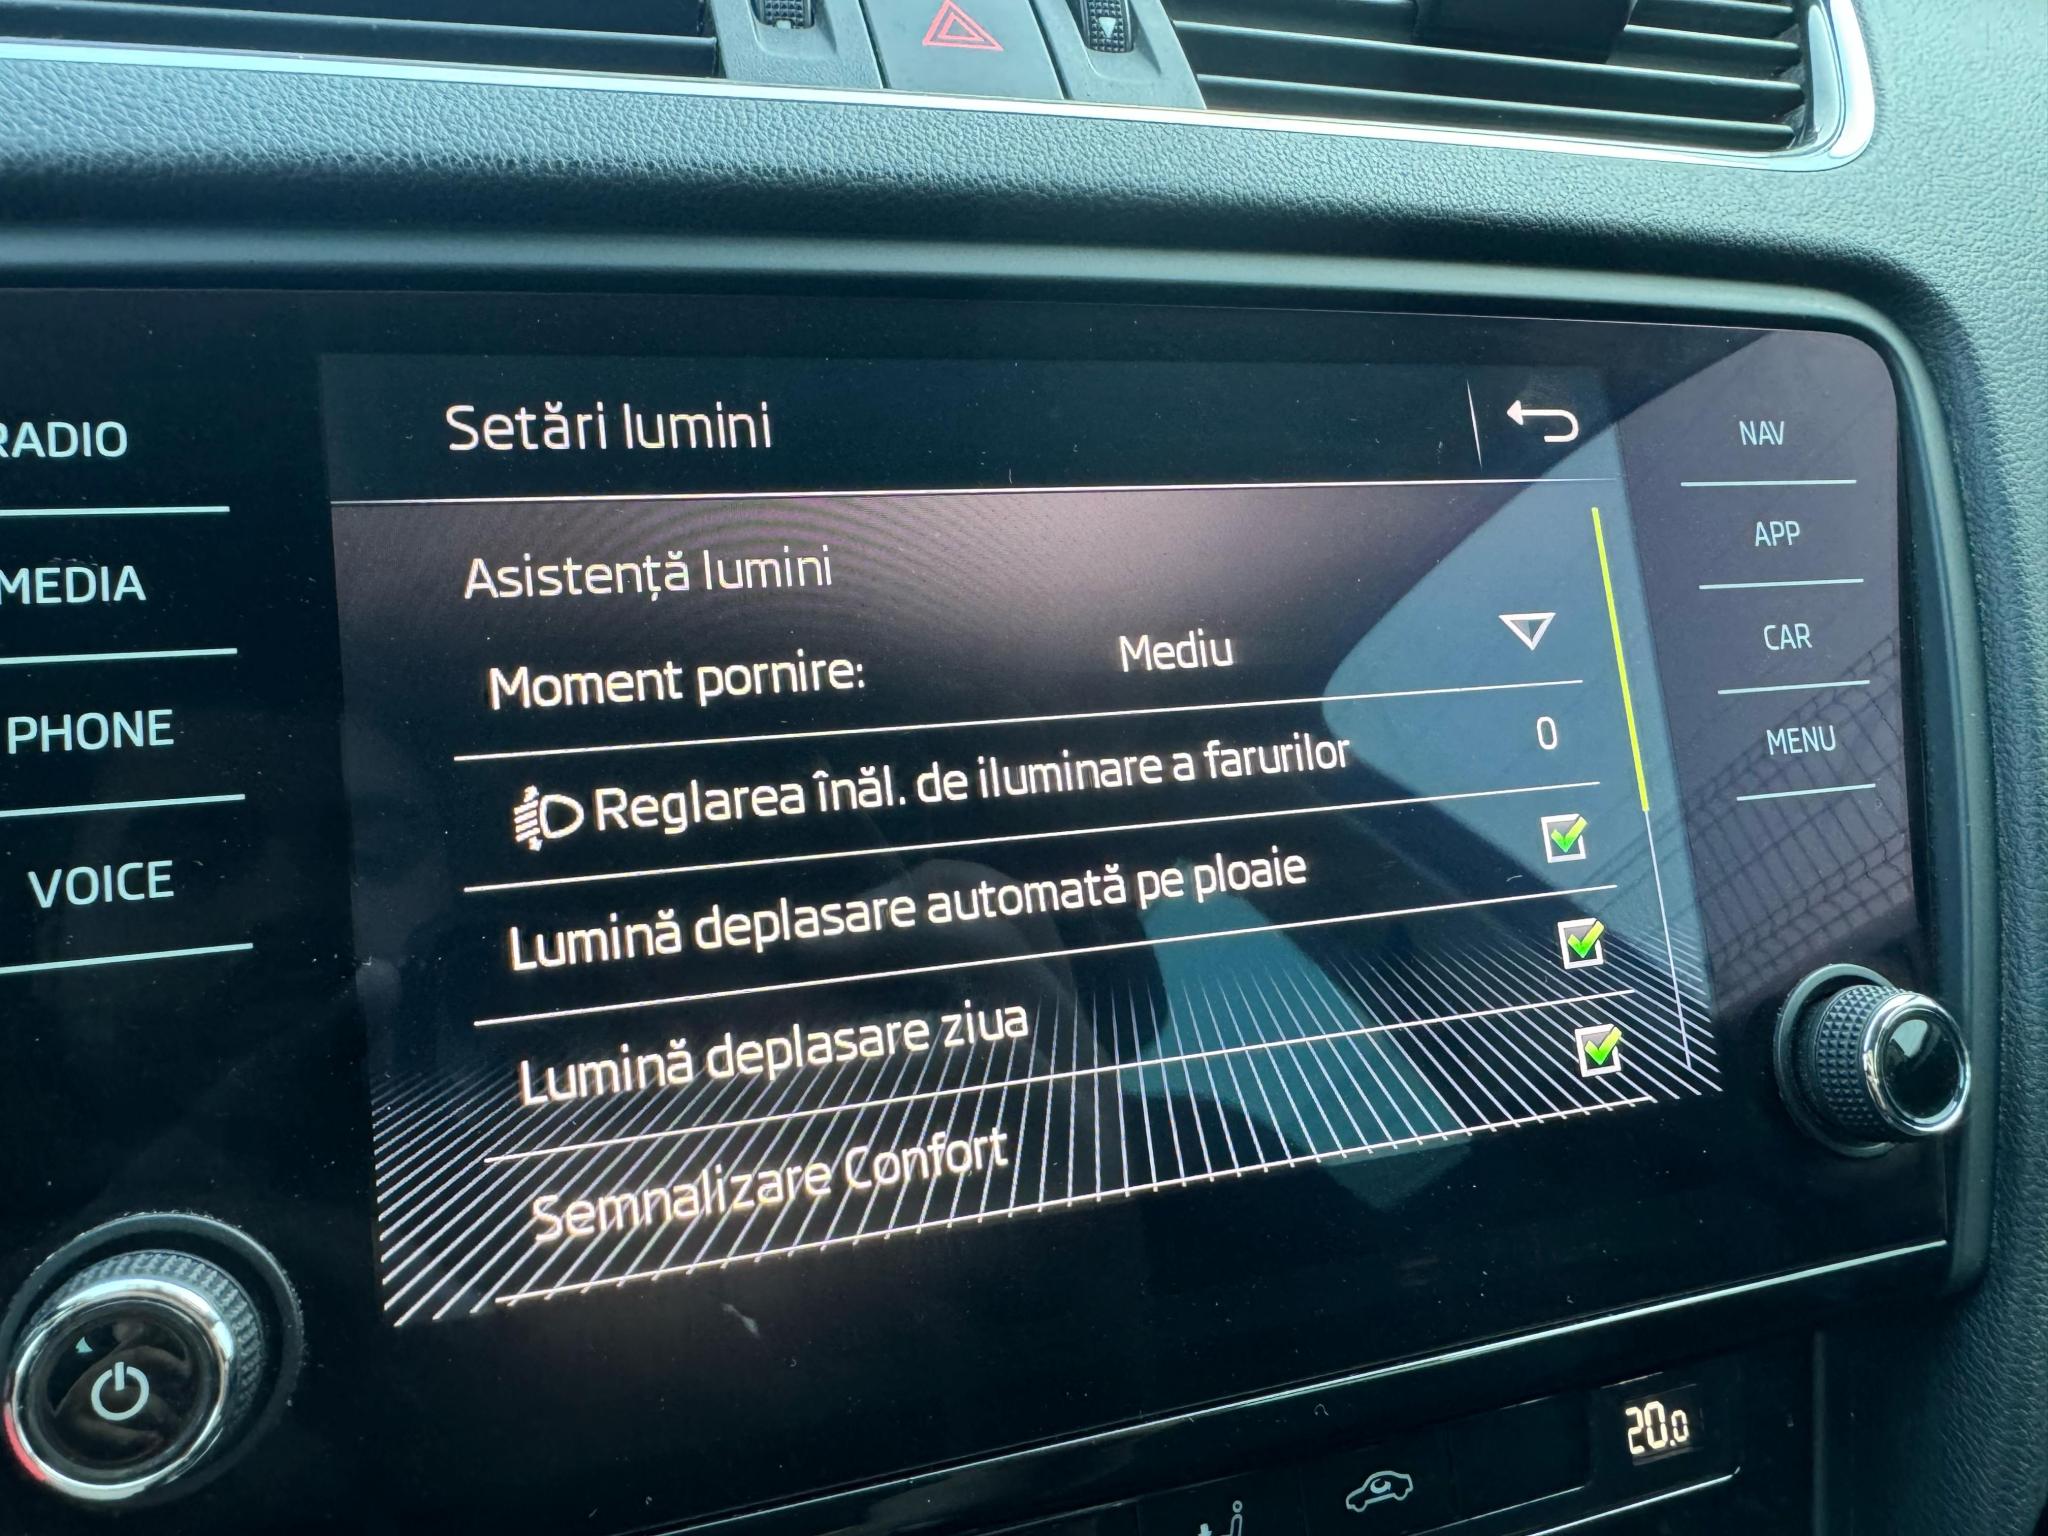 Setări lumini
RADIO
MEDIA
PHONE
VOICE
Asistență lumini
Moment pornire: Mediu
Reglarea înăl. de iluminare a farurilor 0
Lumină deplasare automată pe ploaie
Lumină deplasare ziua
Semnalizare Confort
NAV
APP
CAR
MENU
20.0